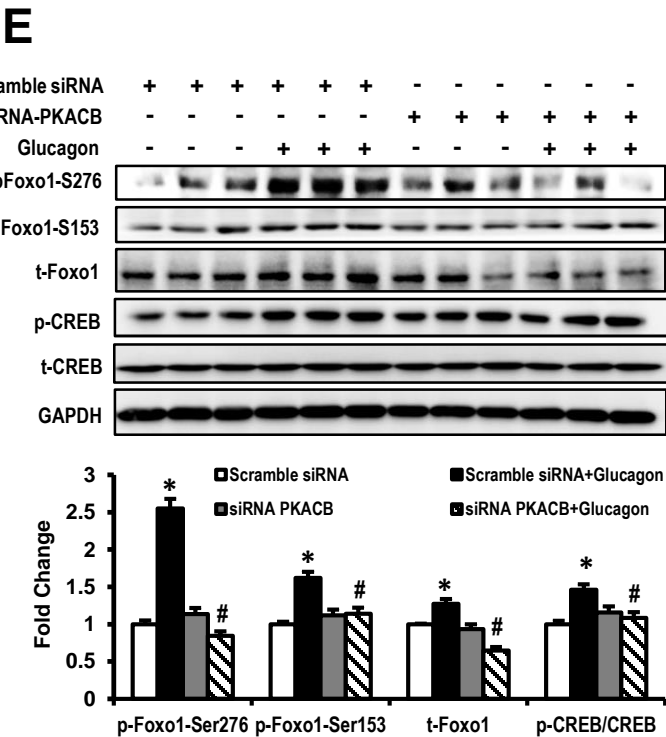 E
ramble siRNA + + + + + + - - - - - -
RNA-PKACB - - - - - - + + + + + +
Glucagon - - - + + + - - - + + +
pFoxo1-S276
Foxo1-S153
t-Foxo1
p-CREB
t-CREB
GAPDH
Scramble siRNA Scramble siRNA+Glucagon
siRNA PKACB siRNA PKACB+Glucagon
Fold Change
3
2.5
2
1.5
1
0.5
0
* # * # * # * #
p-Foxo1-Ser276 p-Foxo1-Ser153 t-Foxo1 p-CREB/CREB